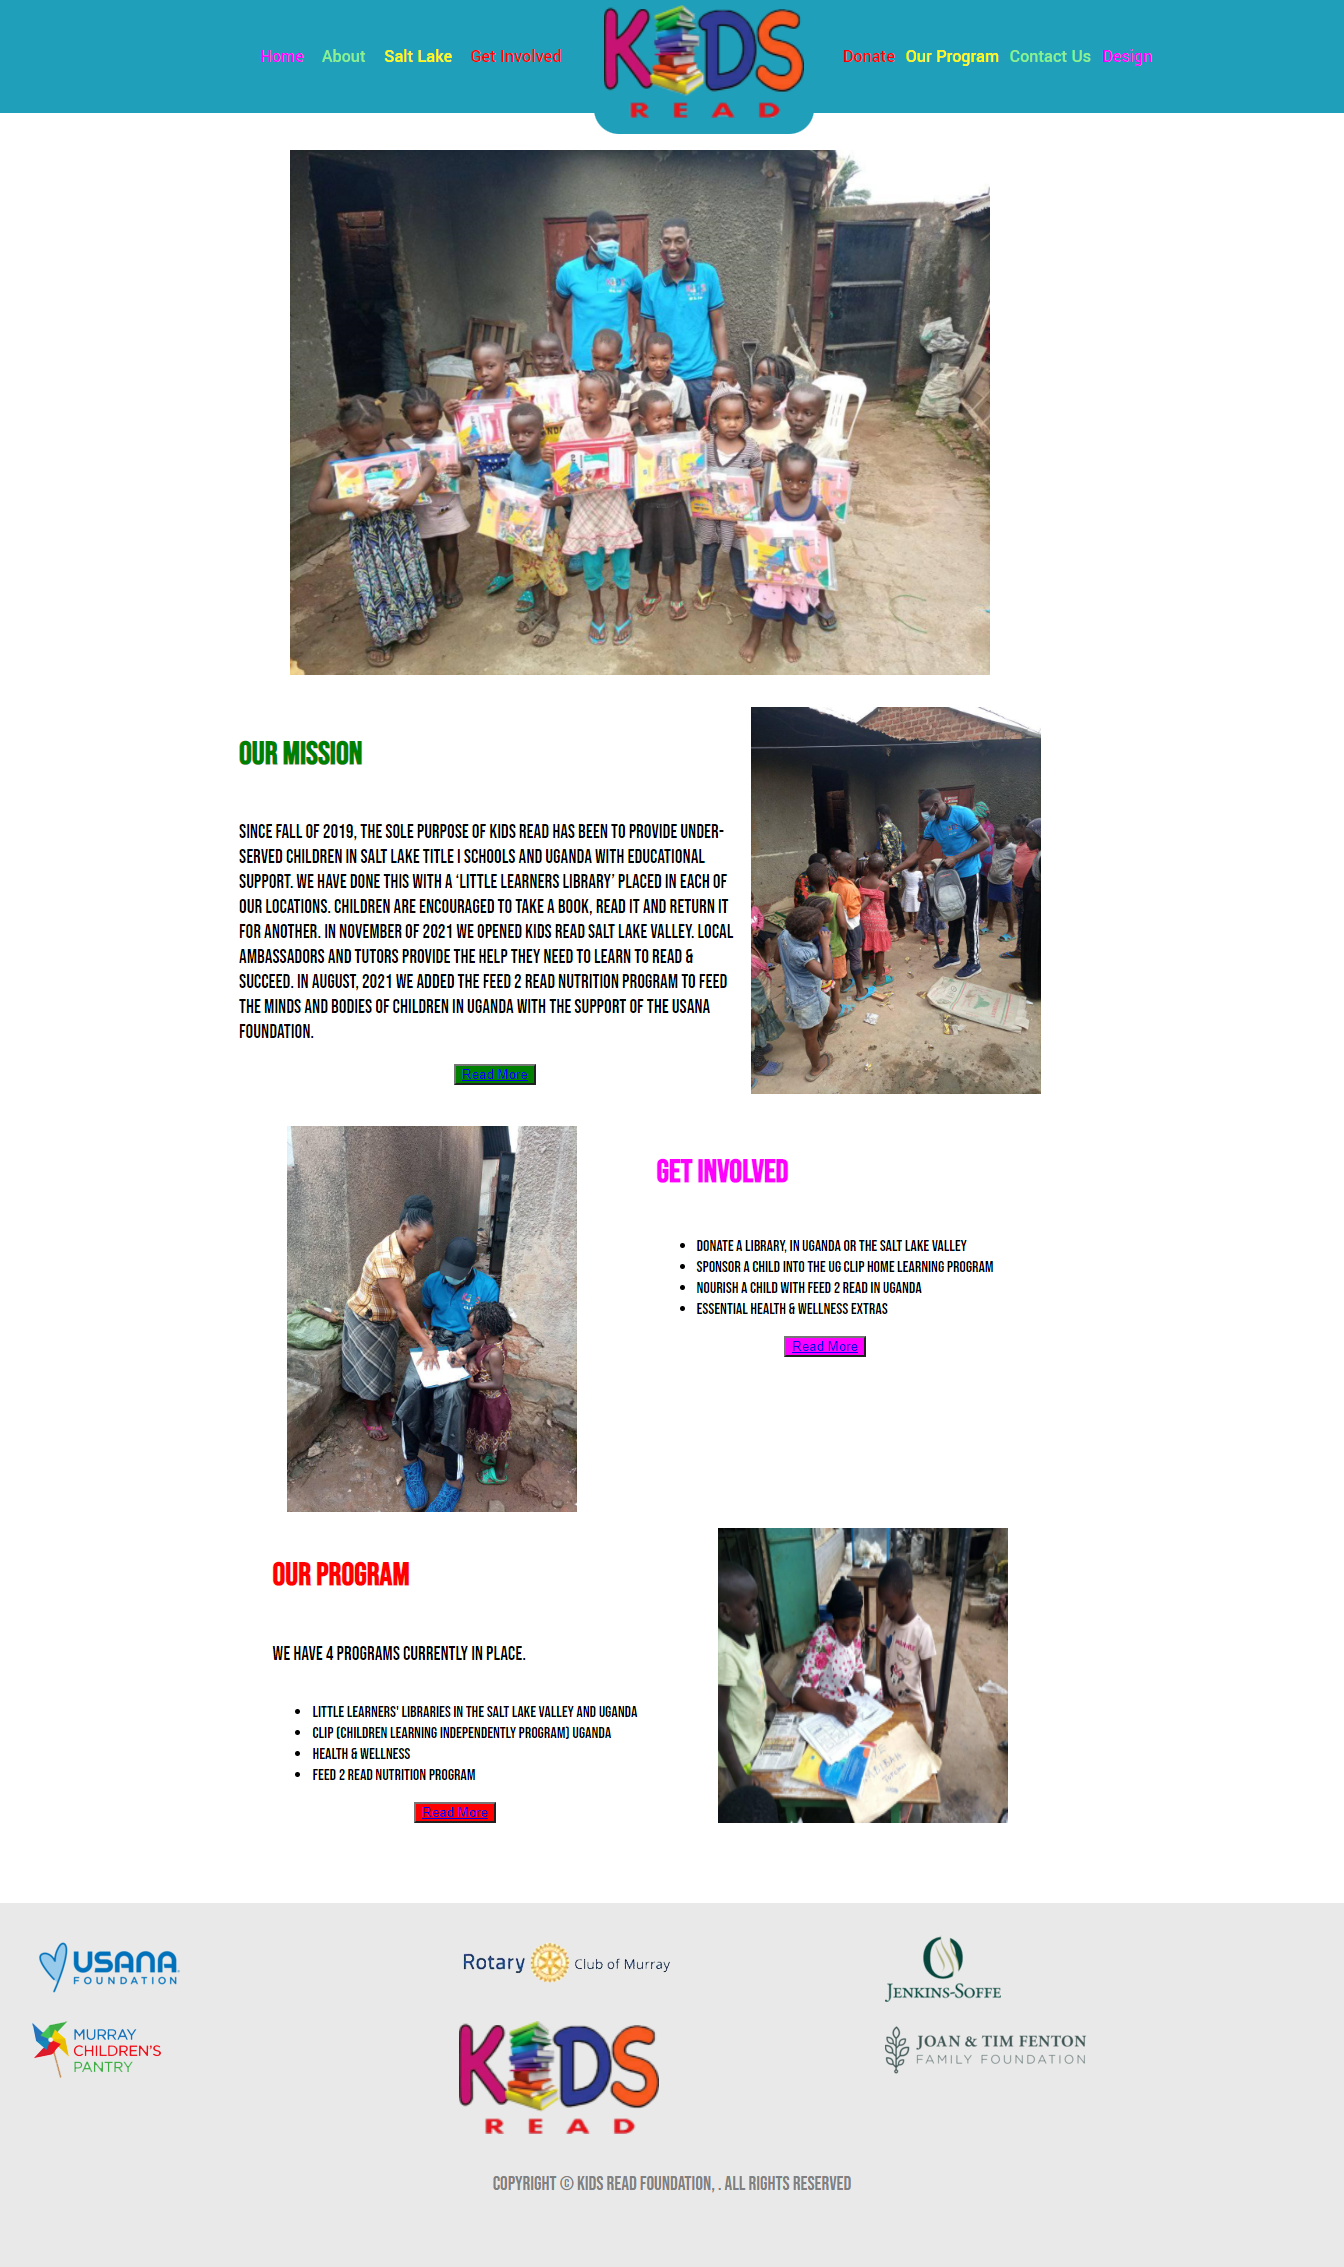 Home About Salt Lake Get Involved KIDS READ Donate Our Program Contact Us Design
OUR MISSION
SINCE FALL OF 2019, THE SOLE PURPOSE OF KIDS READ HAS BEEN TO PROVIDE UNDER-
SERVED CHILDREN IN SALT LAKE TITLE I SCHOOLS AND UGANDA WITH EDUCATIONAL
SUPPORT. WE HAVE DONE THIS WITH A ‘LITTLE LEARNERS LIBRARY’ PLACED IN EACH OF
OUR LOCATIONS. CHILDREN ARE ENCOURAGED TO TAKE A BOOK, READ IT AND RETURN IT
FOR ANOTHER. IN NOVEMBER OF 2021 WE OPENED KIDS READ SALT LAKE VALLEY. LOCAL
AMBASSADORS AND TUTORS PROVIDE THE HELP THEY NEED TO LEARN TO READ &
SUCCEED. IN AUGUST, 2021 WE ADDED THE FEED 2 READ NUTRITION PROGRAM TO FEED
THE MINDS AND BODIES OF CHILDREN IN UGANDA WITH THE SUPPORT OF THE USANA
FOUNDATION.
Read More
GET INVOLVED
DONATE A LIBRARY, IN UGANDA OR THE SALT LAKE VALLEY
SPONSOR A CHILD INTO THE UG CLIP HOME LEARNING PROGRAM
NOURISH A CHILD WITH FEED 2 READ IN UGANDA
ESSENTIAL HEALTH & WELLNESS EXTRAS
Read More
OUR PROGRAM
WE HAVE 4 PROGRAMS CURRENTLY IN PLACE.
LITTLE LEARNERS' LIBRARIES IN THE SALT LAKE VALLEY AND UGANDA
CLIP (CHILDREN LEARNING INDEPENDENTLY PROGRAM) UGANDA
HEALTH & WELLNESS
FEED 2 READ NUTRITION PROGRAM
Read More
USANA
FOUNDATION
Rotary Club of Murray
JENKINS-SOFFE
MURRAY
CHILDREN'S
PANTRY
KIDS
READ
JOAN & TIM FENTON
FAMILY FOUNDATION
COPYRIGHT © KIDS READ FOUNDATION, . ALL RIGHTS RESERVED